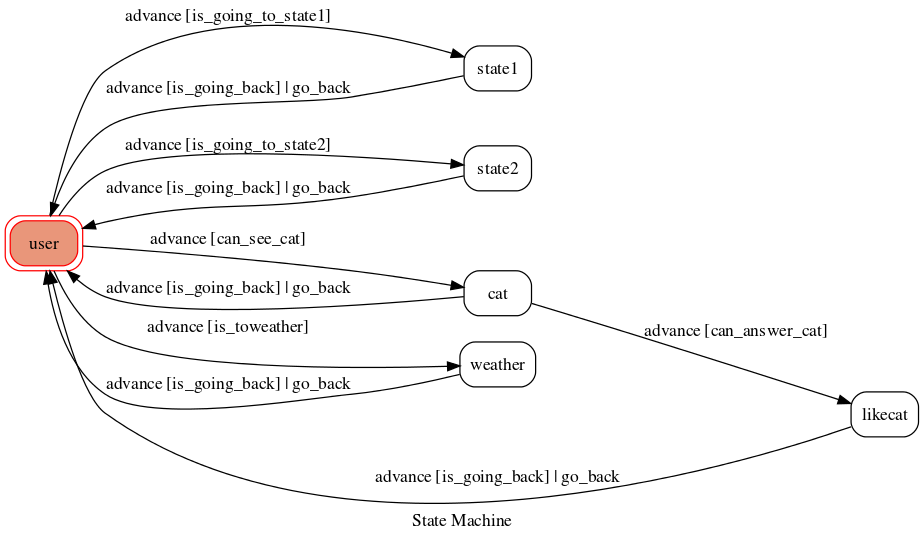 advance [is_going_to_state1]
state1
advance [is_going_back] | go_back
advance [is_going_to_state2]
state2
advance [is_going_back] | go_back
user
advance [can_see_cat]
cat
advance [is_going_back] | go_back
advance [is_toweather]
advance [can_answer_cat]
weather
advance [is_going_back] | go_back
likecat
advance [is_going_back] | go_back
State Machine